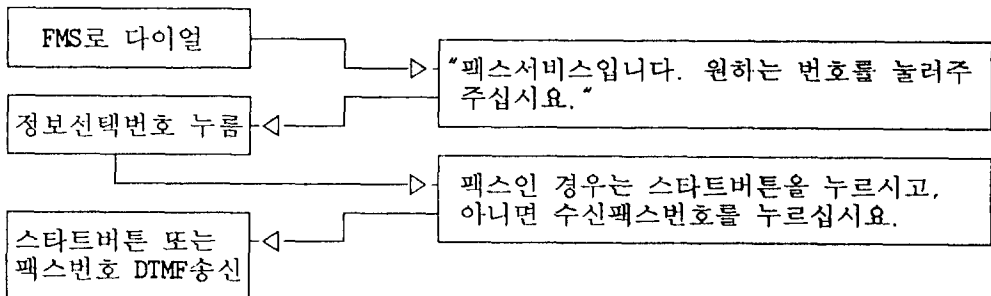 FMS로 다이얼
"팩스서비스입니다. 원하는 번호를 눌러주
주십시요."
정보선택번호 누름
팩스인 경우는 스타트버튼을 누르시고,
아니면 수신팩스번호를 누르십시요.
스타트버튼 또는
팩스번호 DTMF송신